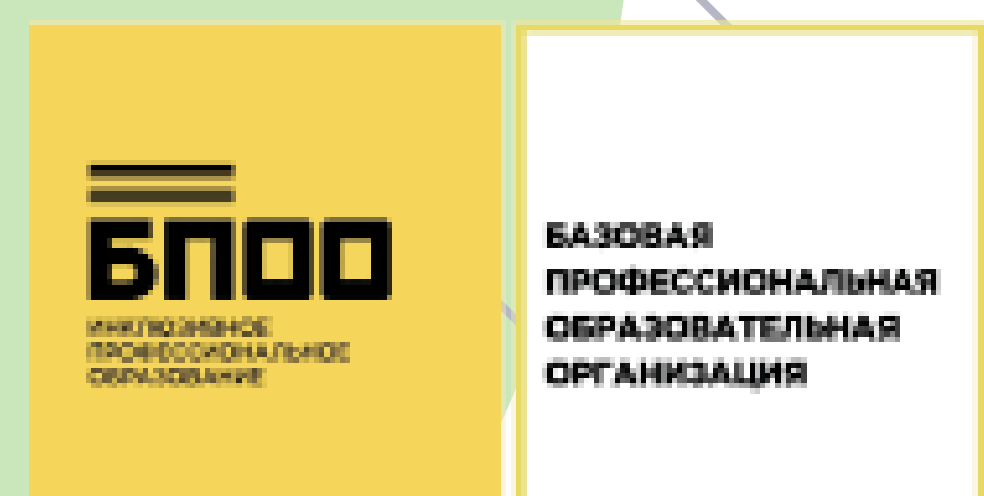 БПОО
ИНКЛЮЗИВНОЕ
ПРОФЕССИОНАЛЬНОЕ
ОБРАЗОВАНИЕ
БАЗОВАЯ
ПРОФЕССИОНАЛЬНАЯ
ОБРАЗОВАТЕЛЬНАЯ
ОРГАНИЗАЦИЯ